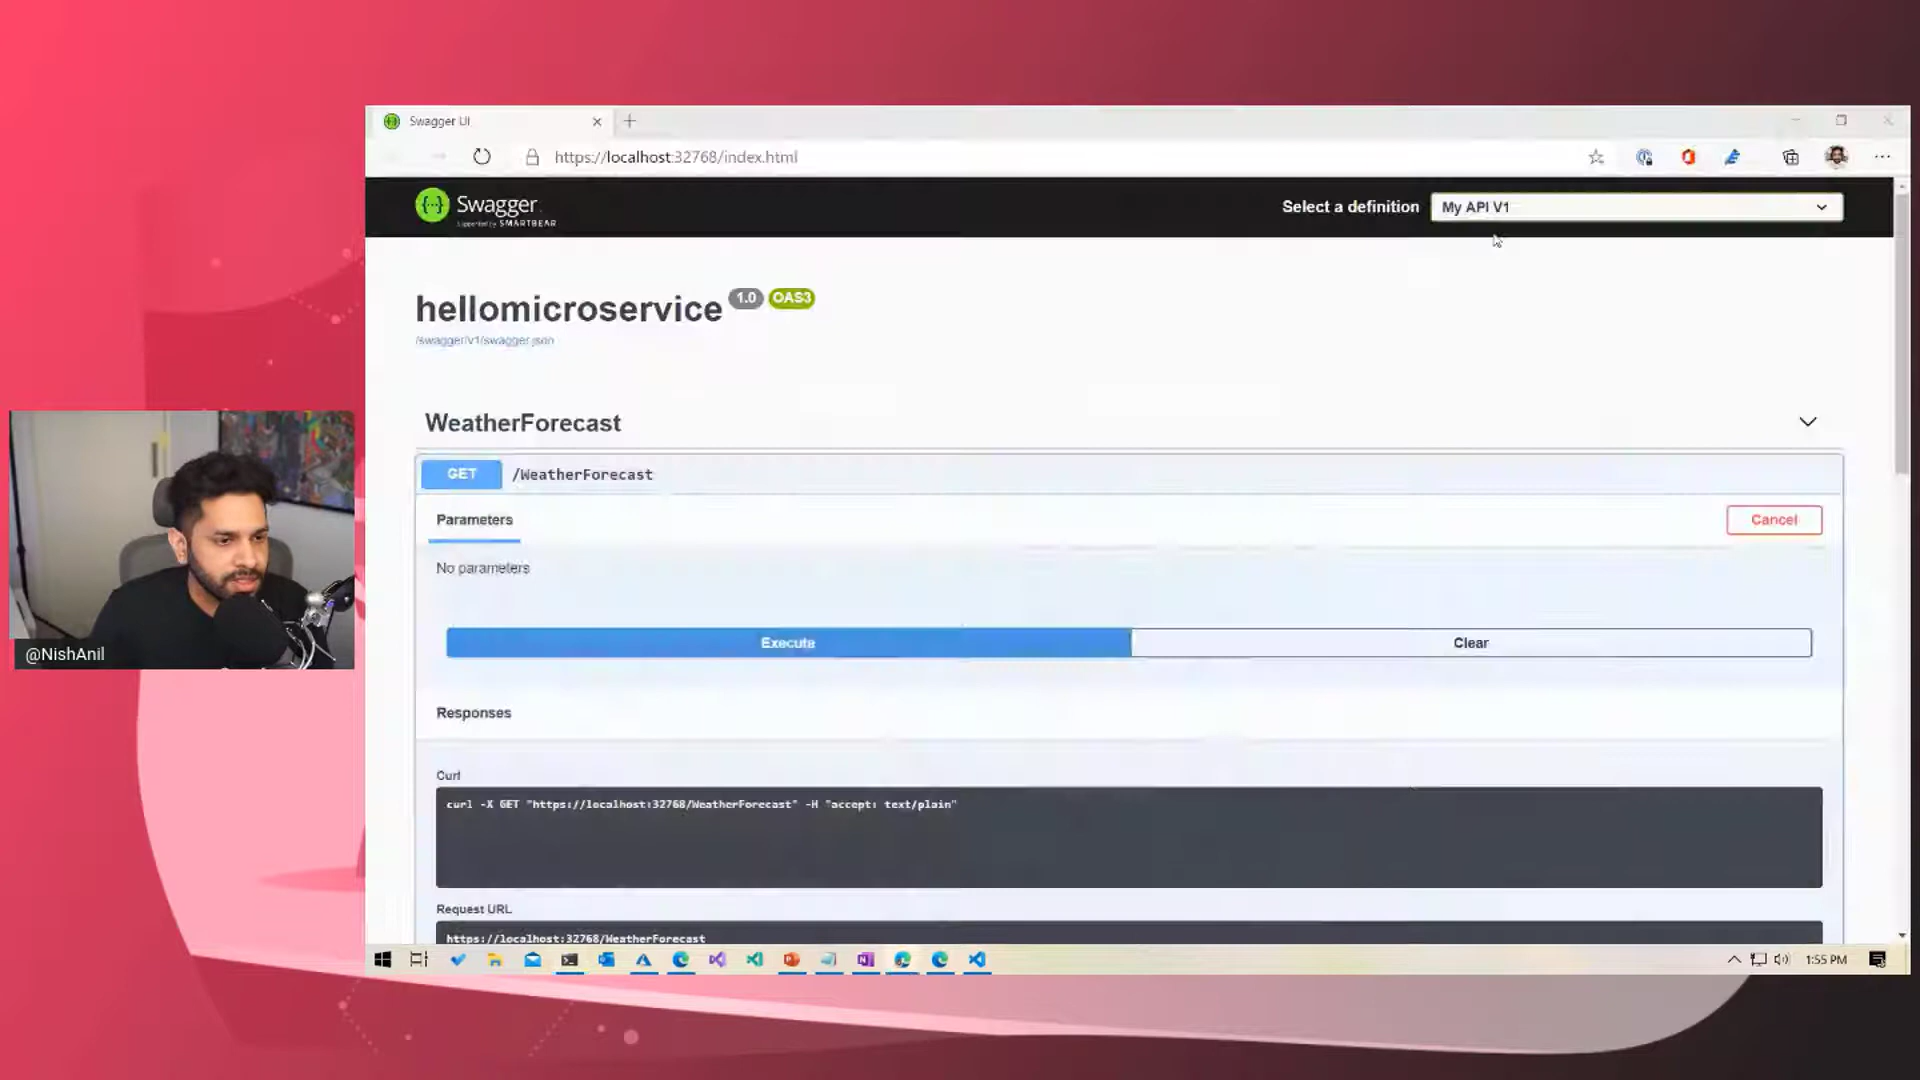 Swagger UI
https://localhost:32768/index.html
Swagger
Supported by SMARTBEAR
Select a definition
My API V1
hellomicroservice 1.0 OAS3
/swagger/v1/swagger.json
WeatherForecast
GET /WeatherForecast
Parameters
Cancel
No parameters
Execute
Clear
Responses
Curl
curl -X GET "https://localhost:32768/WeatherForecast" -H "accept: text/plain"
Request URL
https://localhost:32768/WeatherForecast
@NishAnil
1:55 PM